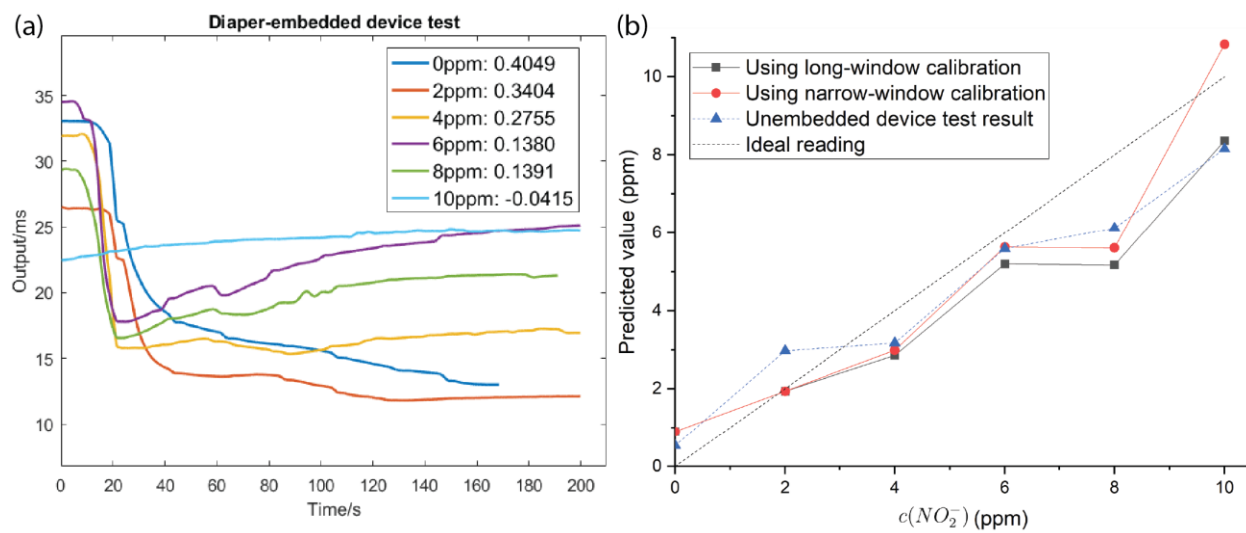 (a)
Diaper-embedded device test
0ppm: 0.4049
2ppm: 0.3404
4ppm: 0.2755
6ppm: 0.1380
8ppm: 0.1391
10ppm: -0.0415
35
30
25
20
15
10
Output/ms
0 20 40 60 80 100 120 140 160 180 200
Time/s
(b)
Using long-window calibration
Using narrow-window calibration
Unembedded device test result
Ideal reading
10
8
6
4
2
0
Predicted value (ppm)
0 2 4 6 8 10
c(NO₂⁻) (ppm)